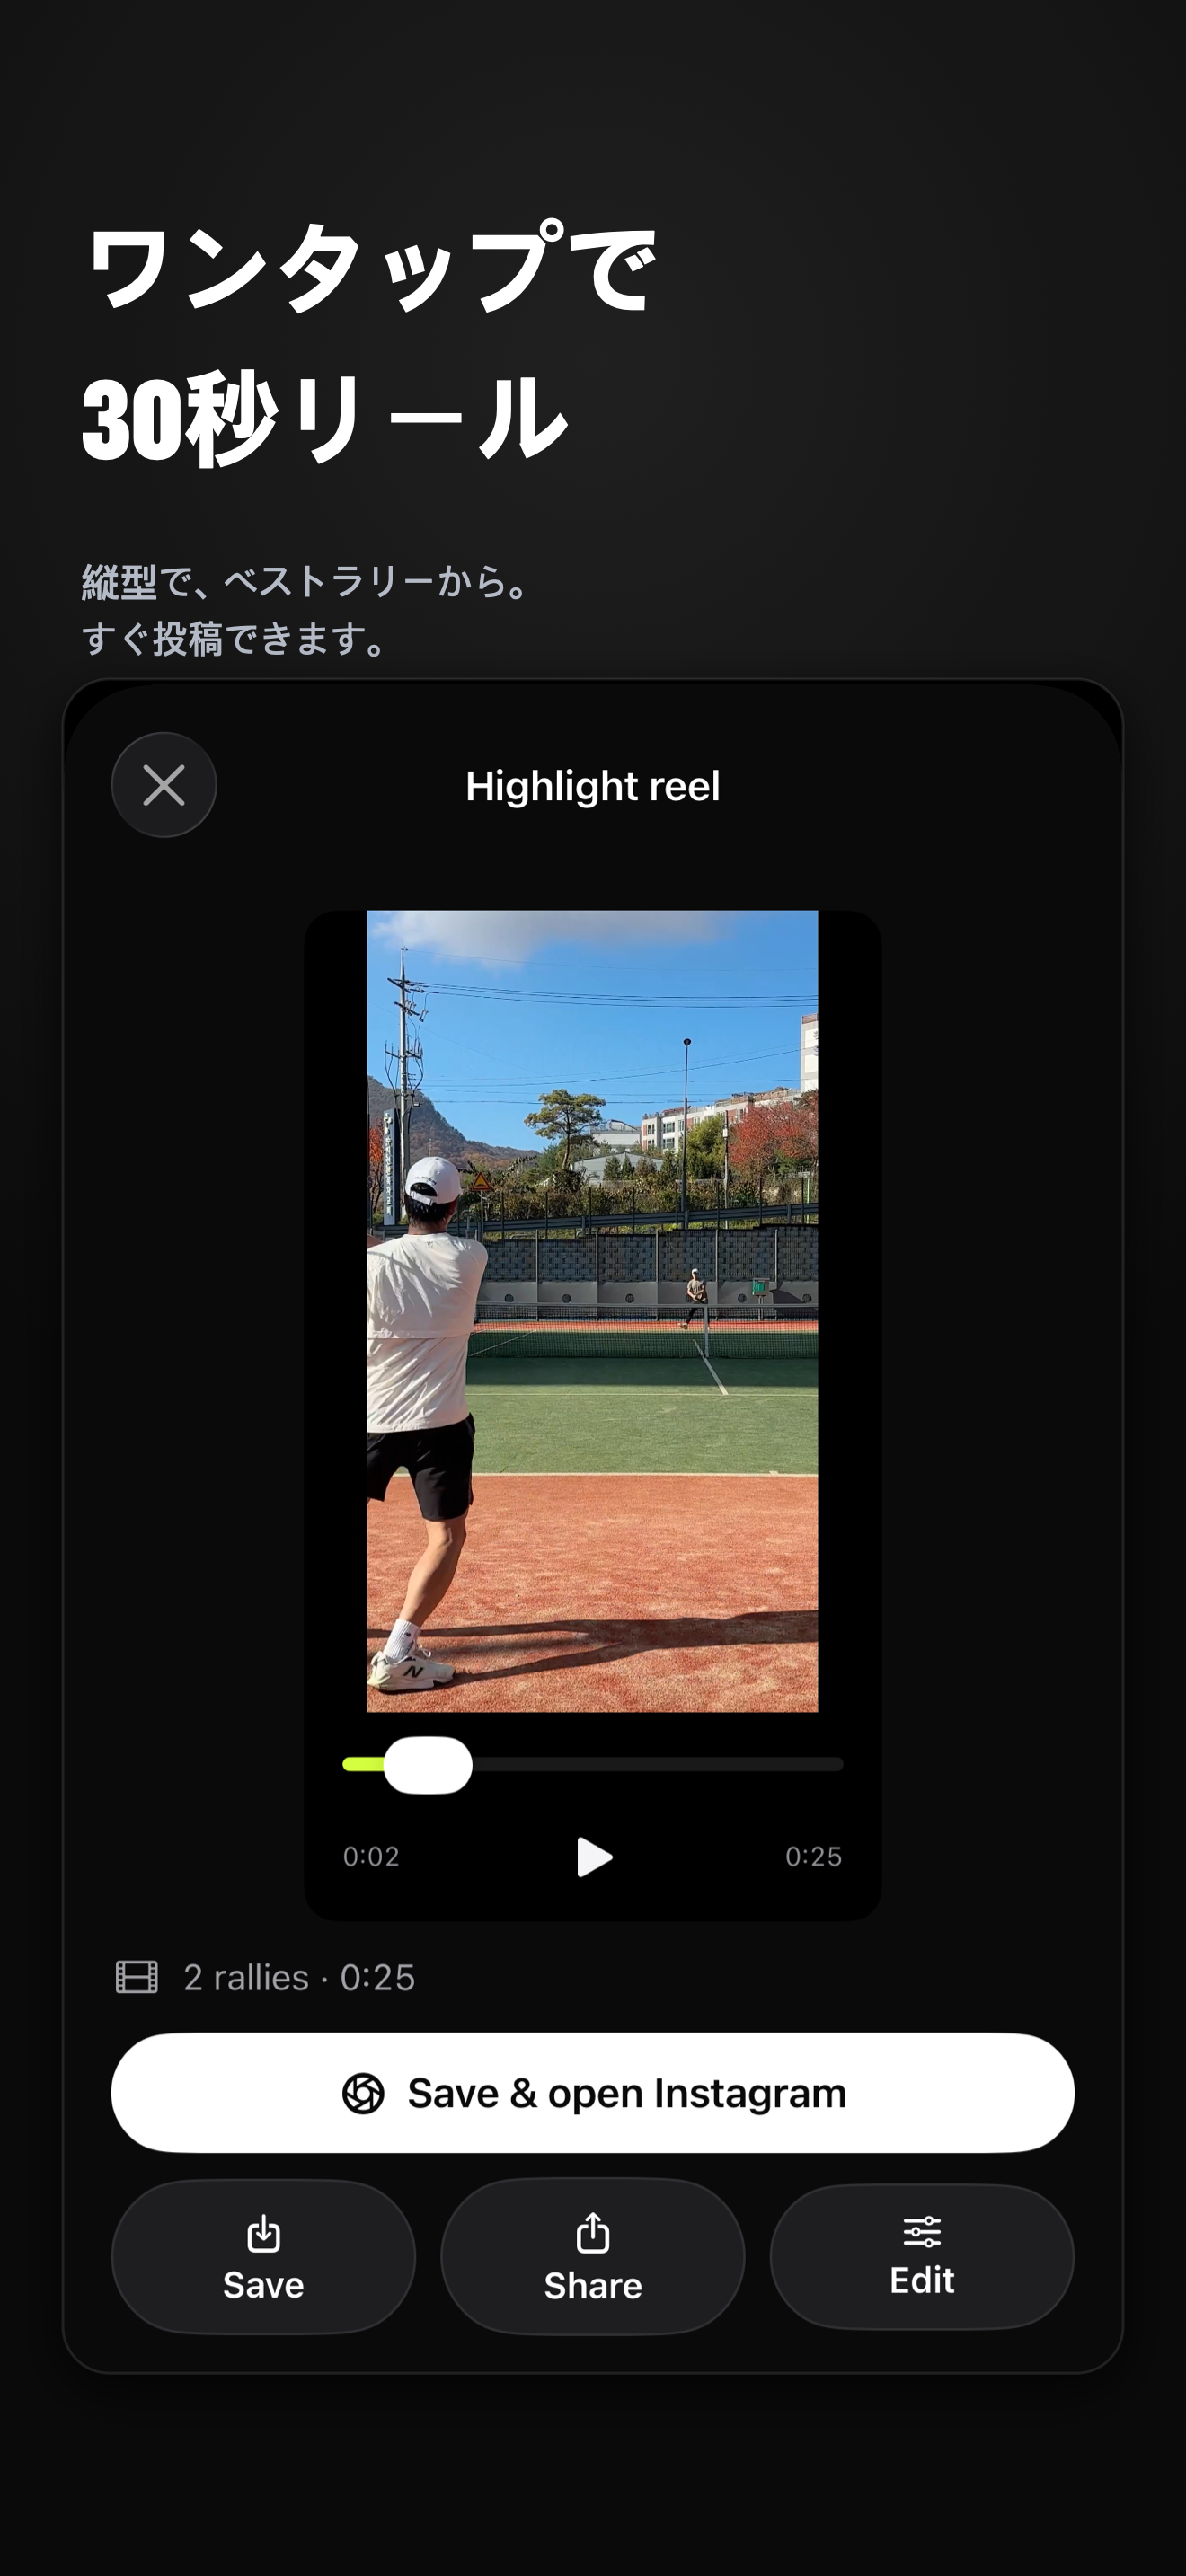 ワンタップで
30秒リール
縦型で、ベストラリーから。
すぐ投稿できます。
Highlight reel
N
0:02
0:25
2 rallies · 0:25
Save & open Instagram
Save
Share
Edit